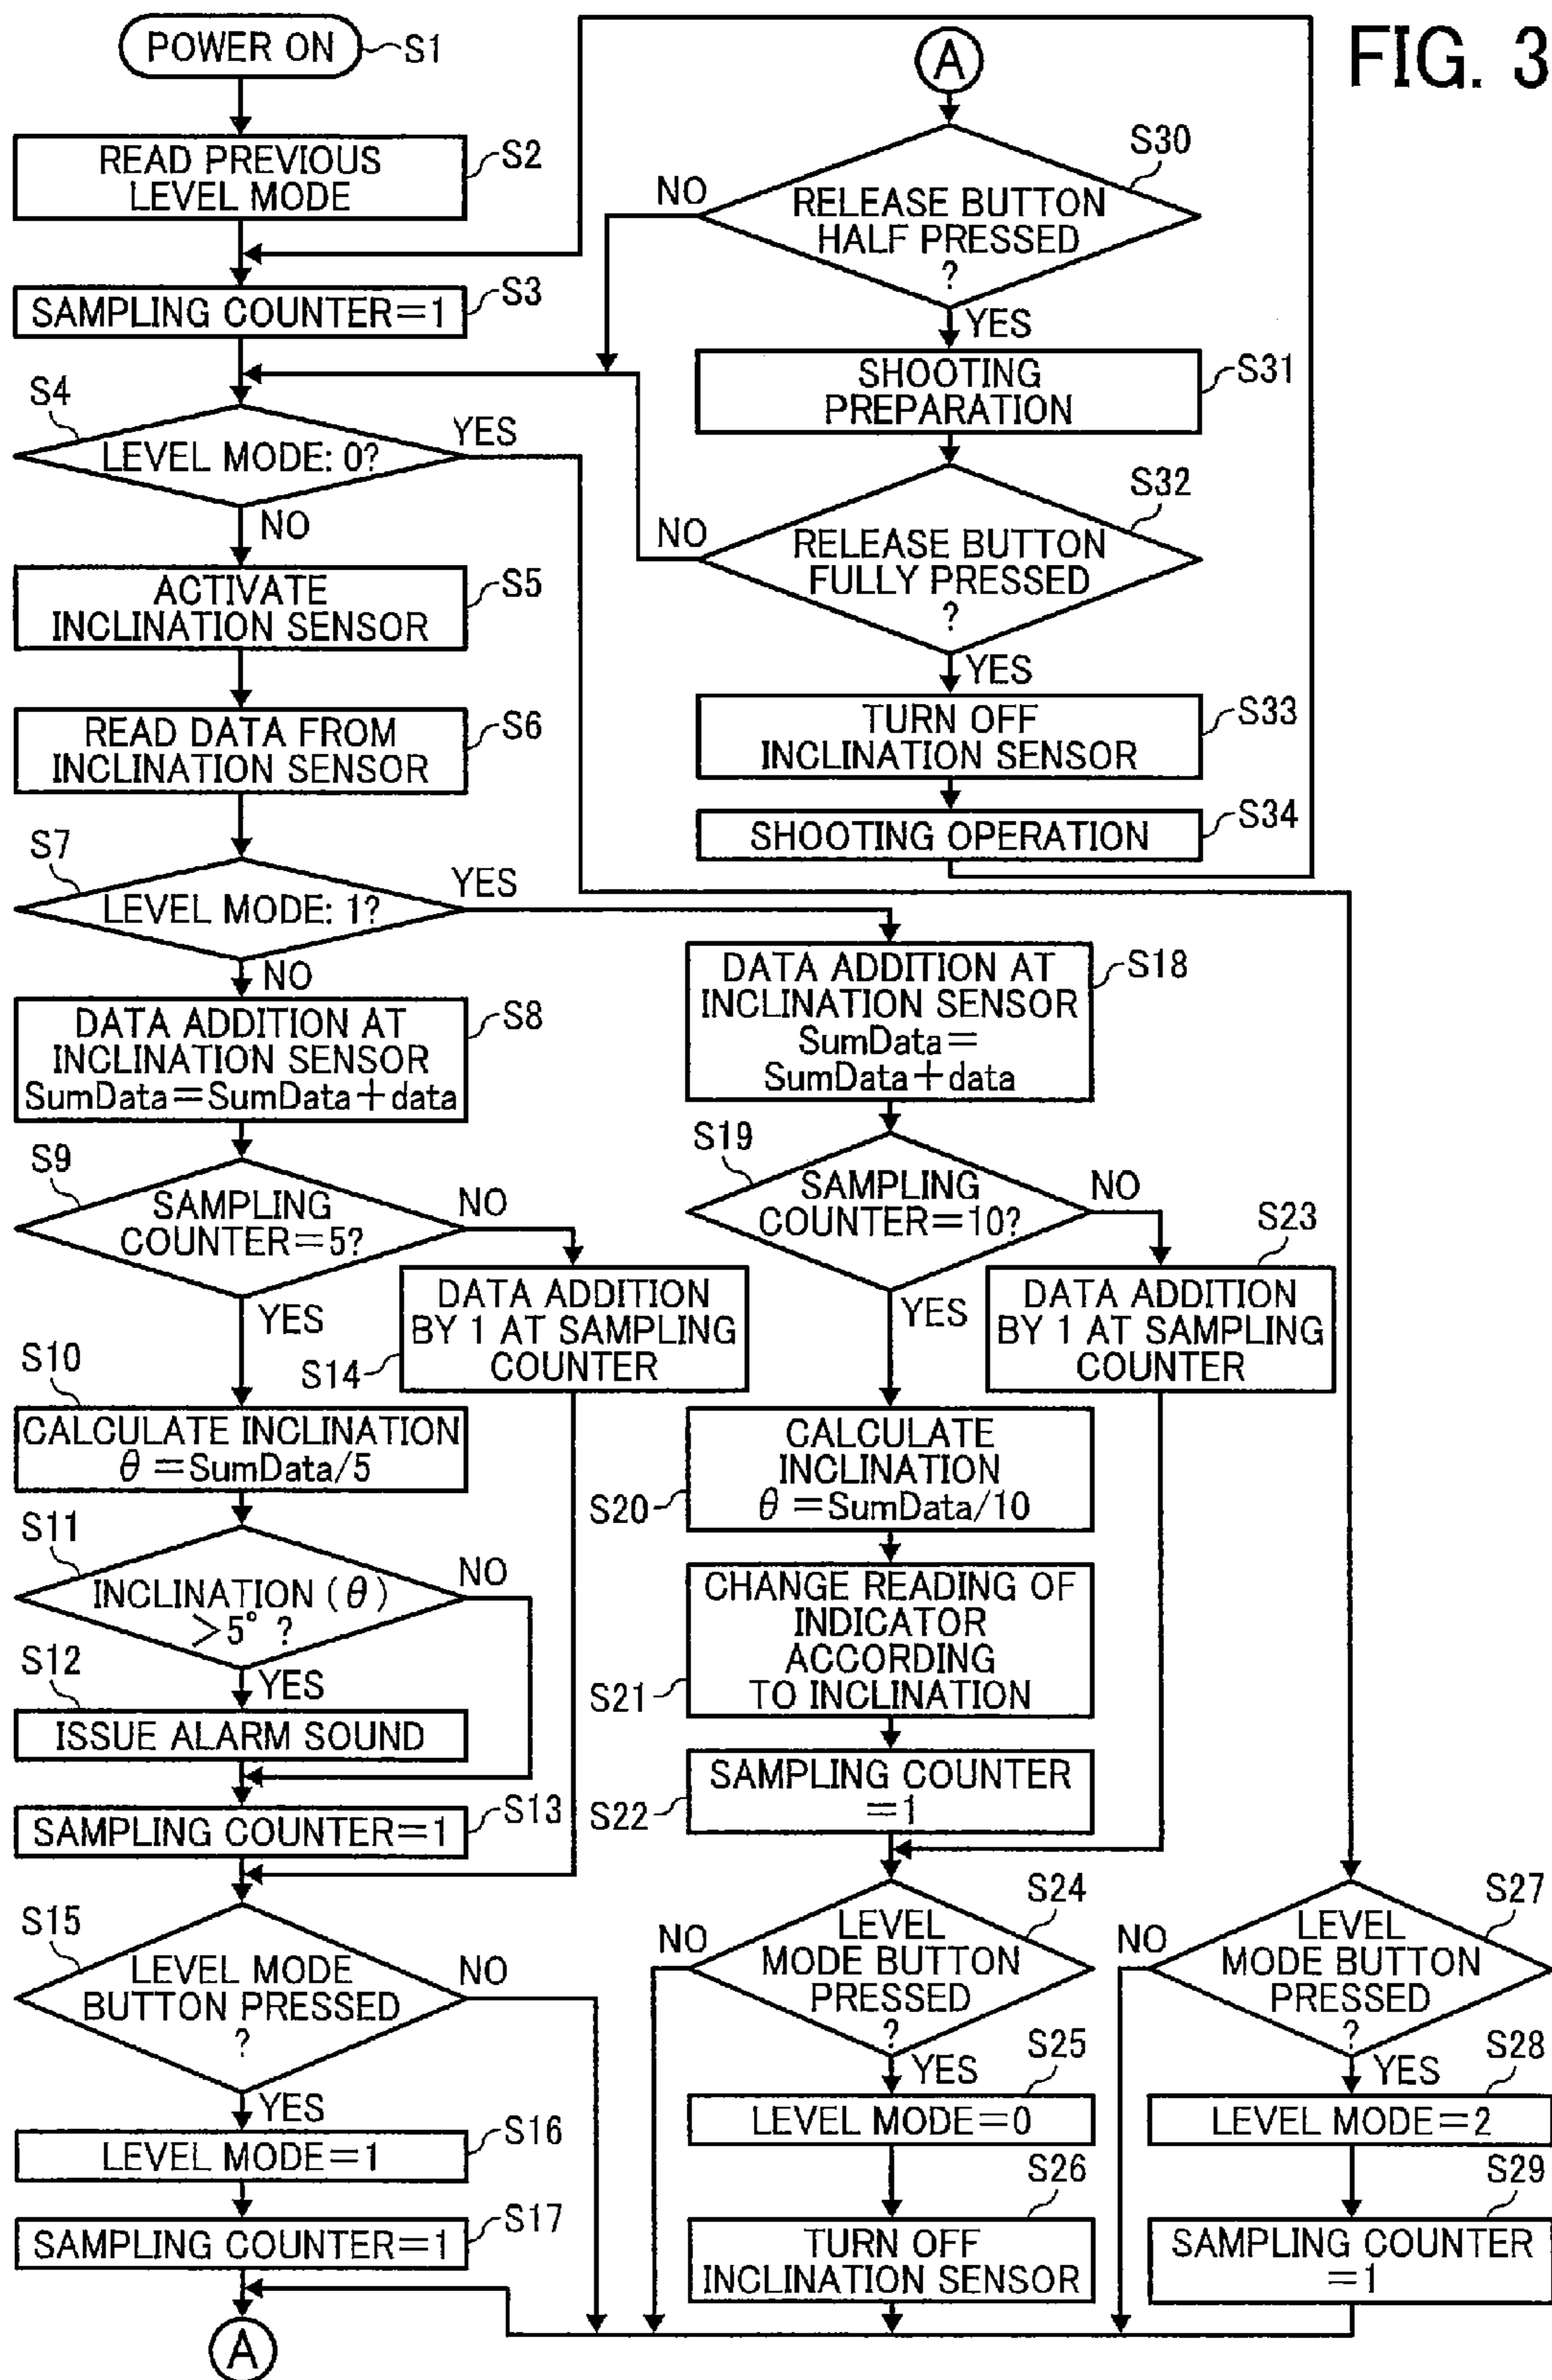 FIG. 3
POWER ON
S1
READ PREVIOUS
LEVEL MODE
S2
SAMPLING COUNTER=1
S3
S4
LEVEL MODE: 0?
YES
NO
ACTIVATE
INCLINATION SENSOR
S5
READ DATA FROM
INCLINATION SENSOR
S6
S7
LEVEL MODE: 1?
YES
NO
DATA ADDITION AT
INCLINATION SENSOR
SumData=SumData+data
S8
S9
SAMPLING
COUNTER=5?
NO
YES
DATA ADDITION
BY 1 AT SAMPLING
COUNTER
S14
S10
CALCULATE INCLINATION
θ=SumData/5
S11
INCLINATION (θ)
>5° ?
NO
YES
S12
ISSUE ALARM SOUND
SAMPLING COUNTER=1
S13
S15
LEVEL MODE
BUTTON PRESSED
?
NO
YES
LEVEL MODE=1
S16
SAMPLING COUNTER=1
S17
A
A
S30
RELEASE BUTTON
HALF PRESSED
?
NO
YES
SHOOTING
PREPARATION
S31
S32
RELEASE BUTTON
FULLY PRESSED
?
NO
YES
TURN OFF
INCLINATION SENSOR
S33
SHOOTING OPERATION
S34
DATA ADDITION AT
INCLINATION SENSOR
SumData=
SumData+data
S18
S19
SAMPLING
COUNTER=10?
NO
YES
S23
DATA ADDITION
BY 1 AT SAMPLING
COUNTER
CALCULATE
INCLINATION
θ=SumData/10
S20
CHANGE READING OF
INDICATOR
ACCORDING
TO INCLINATION
S21
SAMPLING COUNTER
=1
S22
S24
LEVEL
MODE BUTTON
PRESSED
?
NO
YES
S25
LEVEL MODE=0
S26
TURN OFF
INCLINATION SENSOR
S27
LEVEL
MODE BUTTON
PRESSED
?
NO
YES
S28
LEVEL MODE=2
S29
SAMPLING COUNTER
=1